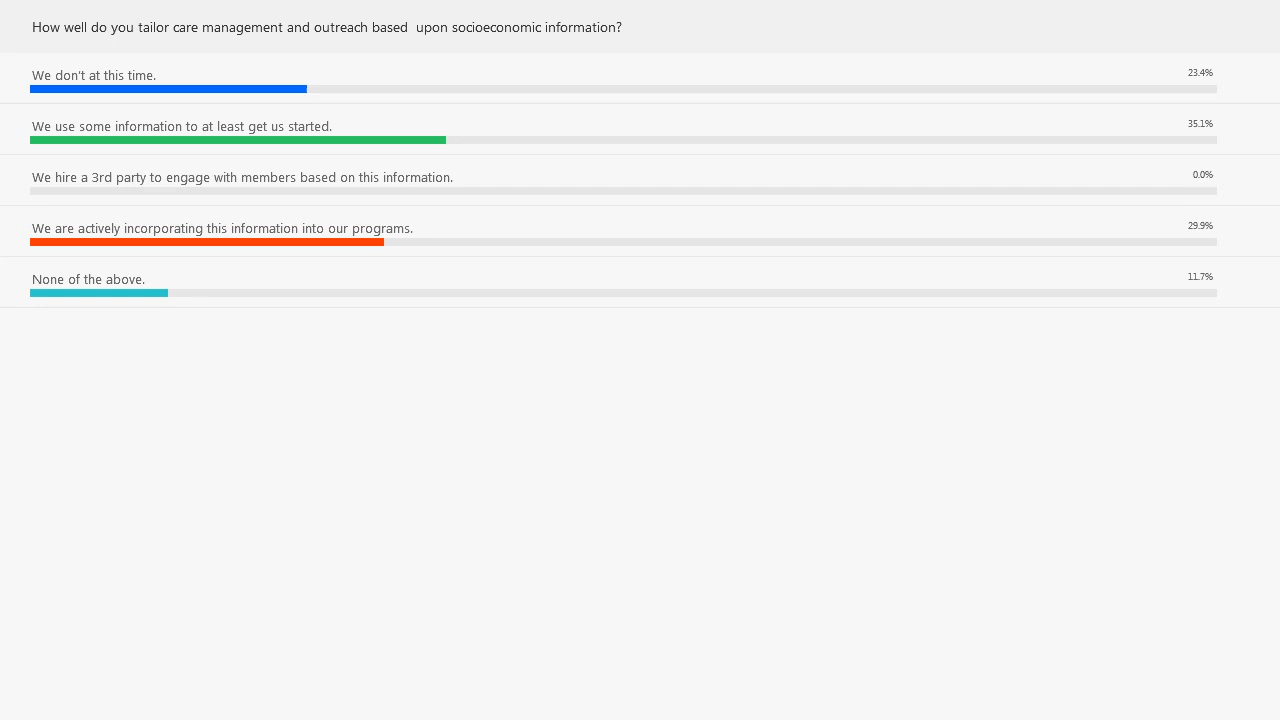 How well do you tailor care management and outreach based  upon socioeconomic information?
We don't at this time.
23.4%
We use some information to at least get us started.
35.1%
We hire a 3rd party to engage with members based on this information.
0.0%
We are actively incorporating this information into our programs.
29.9%
None of the above.
11.7%